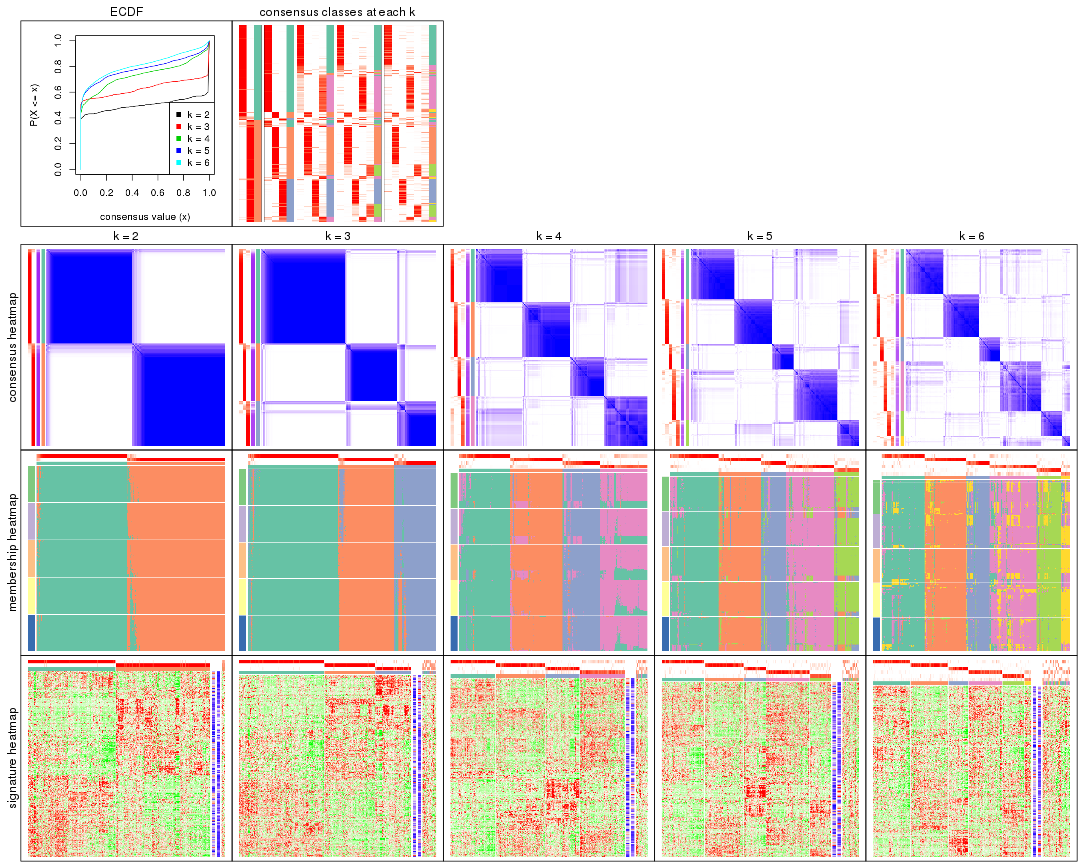 ECDF
consensus classes at each k
P(X <= x)
0.0 0.2 0.4 0.6 0.8 1.0
k = 2
k = 3
k = 4
k = 5
k = 6
0.0 0.2 0.4 0.6 0.8 1.0
consensus value (x)
k = 2 k = 3 k = 4 k = 5 k = 6
consensus heatmap
membership heatmap
signature heatmap